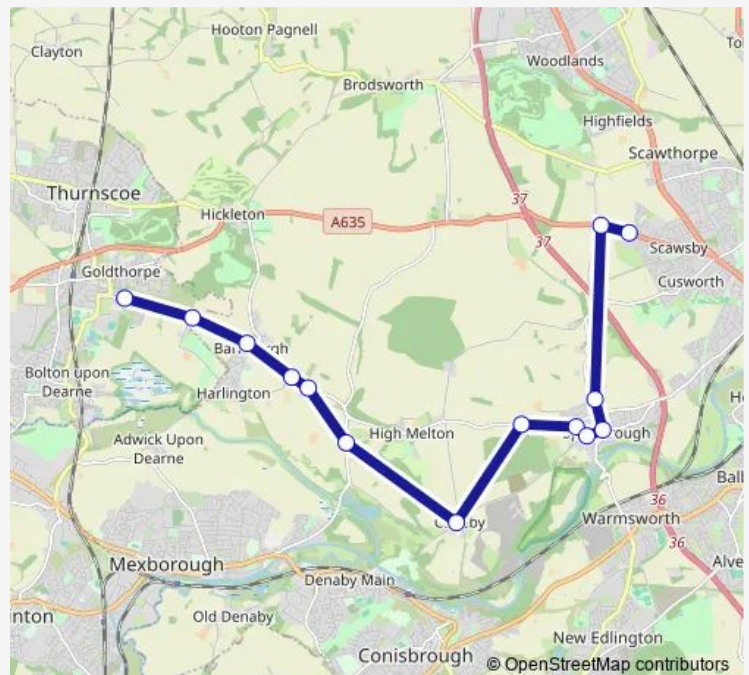 Hooton Pagnell
Clayton
Woodlands
Brodsworth
Highfields
Scawthorpe
Thurnscoe
37
Hickleton
A635
37
Scawsby
Goldthorpe
Cusworth
Bolton upon
Dearne
Harlington
High Melton
Adwick Upon
Dearne
36
Warmsworth
36
Mexborough
Denaby Main
Old Denaby
New Edlington
Conisbrough
© OpenStreetMap contributors